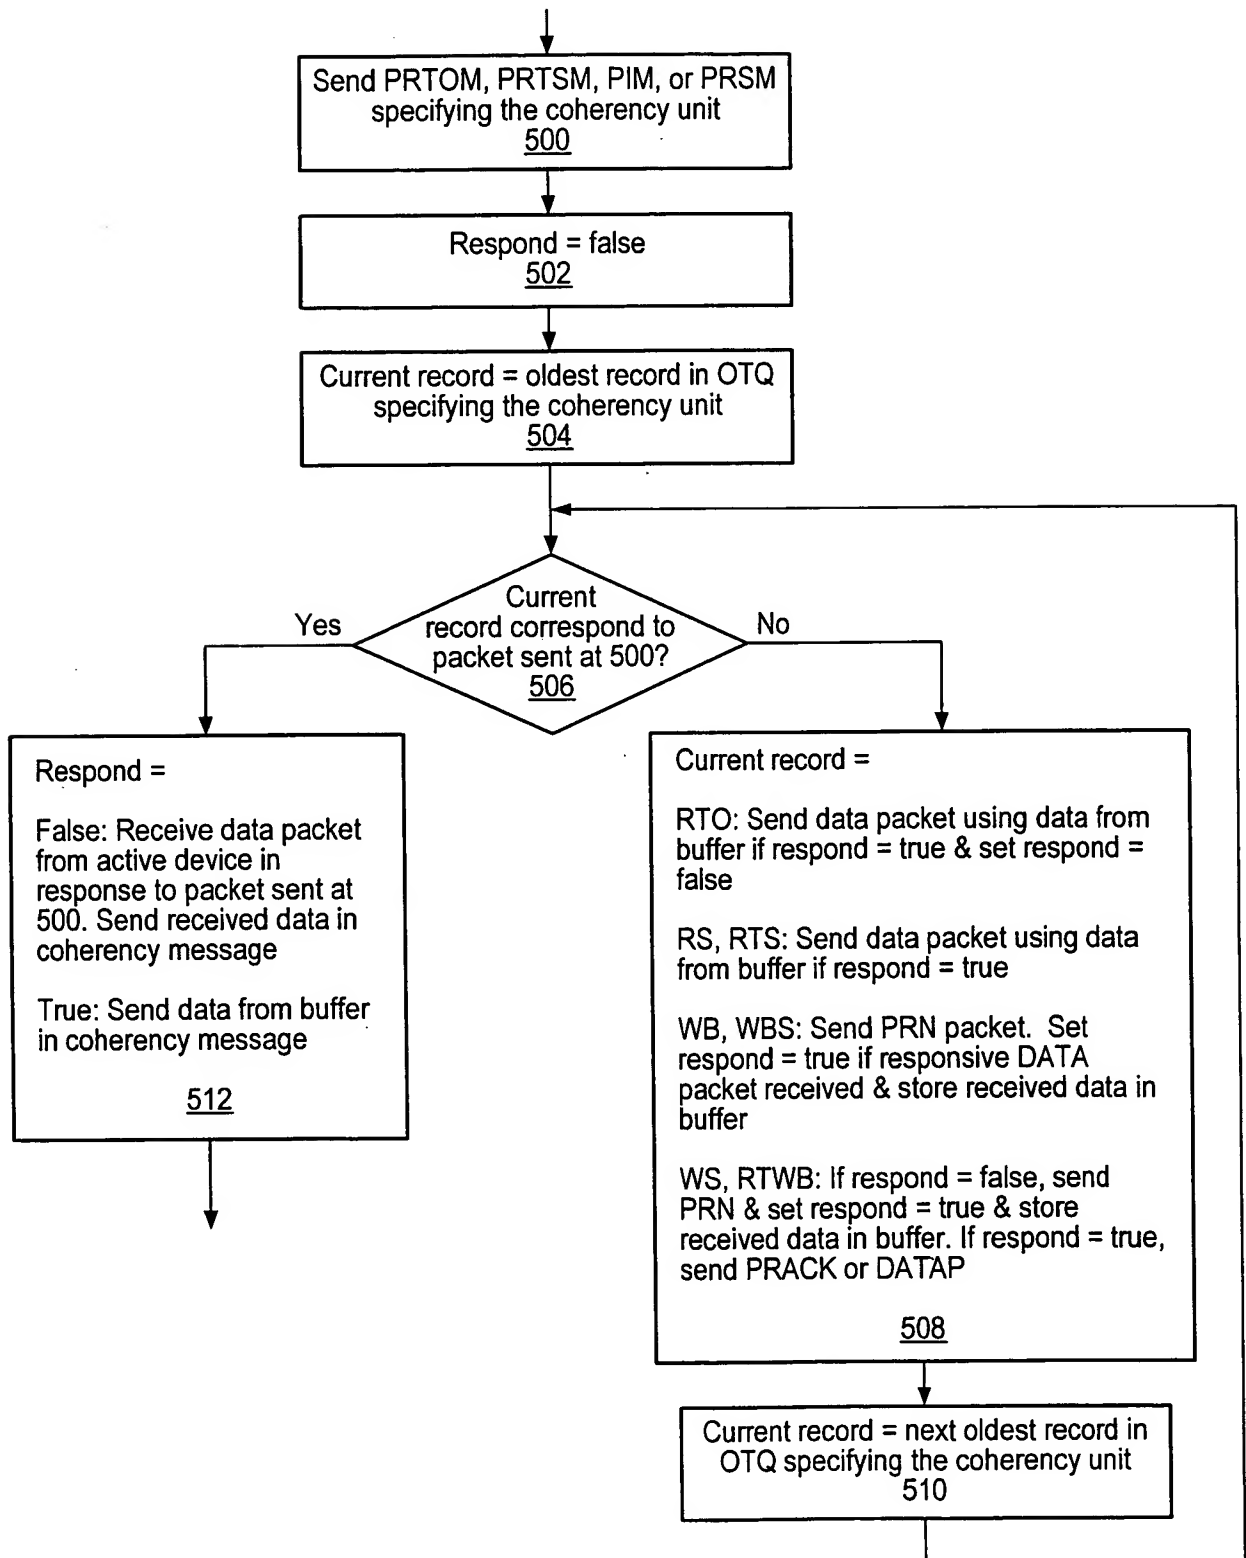 Send PRTOM, PRTSM, PIM, or PRSM
specifying the coherency unit
500
Respond = false
502
Current record = oldest record in OTQ
specifying the coherency unit
504
Current
record correspond to
packet sent at 500?
506
Yes
No
Respond =
False: Receive data packet
from active device in
response to packet sent at
500. Send received data in
coherency message
True: Send data from buffer
in coherency message
512
Current record =
RTO: Send data packet using data from
buffer if respond = true & set respond =
false
RS, RTS: Send data packet using data
from buffer if respond = true
WB, WBS: Send PRN packet. Set
respond = true if responsive DATA
packet received & store received data in
buffer
WS, RTWB: If respond = false, send
PRN & set respond = true & store
received data in buffer. If respond = true,
send PRACK or DATAP
508
Current record = next oldest record in
OTQ specifying the coherency unit
510